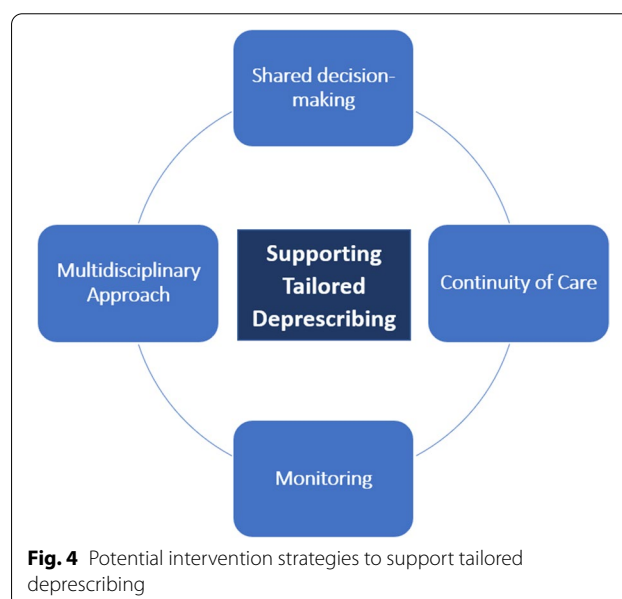 Shared decision-
making
Multidisciplinary
Approach
Supporting
Tailored
Deprescribing
Continuity of Care
Monitoring
Fig. 4 Potential intervention strategies to support tailored
deprescribing